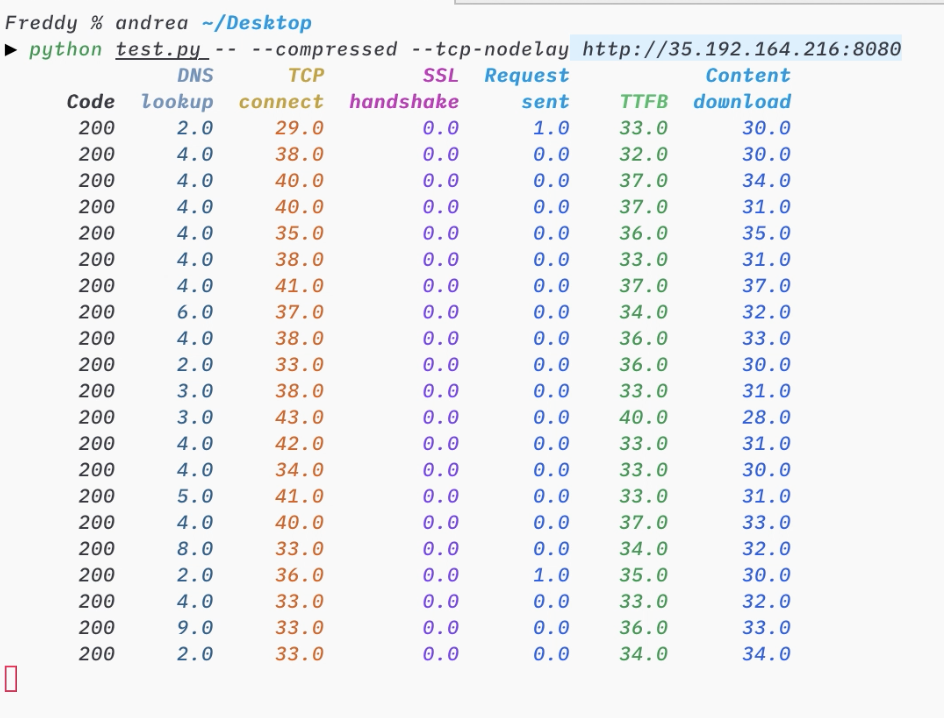 Freddy % andrea ~/Desktop
▶ python test.py -- --compressed --tcp-nodelay http://35.192.164.216:8080
DNS TCP SSL Request Content
Code lookup connect handshake sent TTFB download
200 2.0 29.0 0.0 1.0 33.0 30.0
200 4.0 38.0 0.0 0.0 32.0 30.0
200 4.0 40.0 0.0 0.0 37.0 34.0
200 4.0 40.0 0.0 0.0 37.0 31.0
200 4.0 35.0 0.0 0.0 36.0 35.0
200 4.0 38.0 0.0 0.0 33.0 31.0
200 4.0 41.0 0.0 0.0 37.0 37.0
200 6.0 37.0 0.0 0.0 34.0 32.0
200 4.0 38.0 0.0 0.0 36.0 33.0
200 2.0 33.0 0.0 0.0 36.0 30.0
200 3.0 38.0 0.0 0.0 33.0 31.0
200 3.0 43.0 0.0 0.0 40.0 28.0
200 4.0 42.0 0.0 0.0 33.0 31.0
200 4.0 34.0 0.0 0.0 33.0 30.0
200 5.0 41.0 0.0 0.0 33.0 31.0
200 4.0 40.0 0.0 0.0 37.0 33.0
200 8.0 33.0 0.0 0.0 34.0 32.0
200 2.0 36.0 0.0 1.0 35.0 30.0
200 4.0 33.0 0.0 0.0 33.0 32.0
200 9.0 33.0 0.0 0.0 36.0 33.0
200 2.0 33.0 0.0 0.0 34.0 34.0